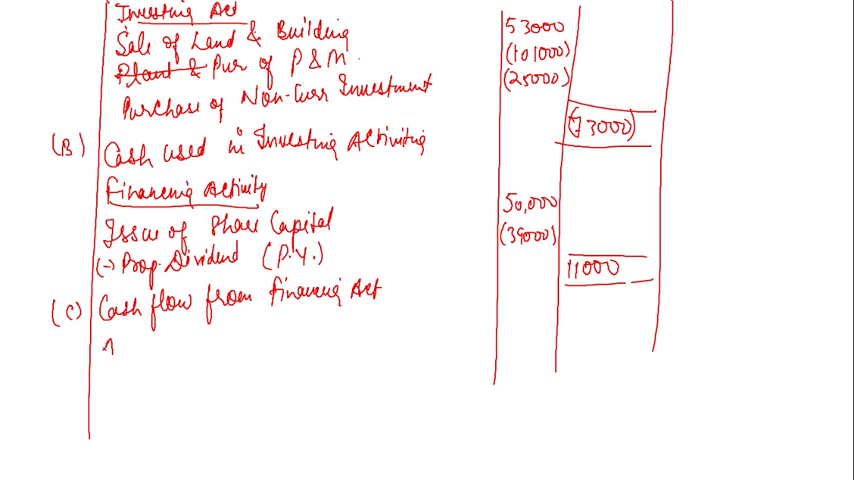 Investing Act
Sale of Land & Building 53000
Plant & Pur of P & M. (101000)
Purchase of Non-Curr Investment (25000)
(B) Cash used in Investing Activitiy (73000)
Financing Activity
Issue of Share Capital 50,000
(-) Prop. Dividend (P.Y.) (39000)
11000
(C) Cash flow from Financing Act